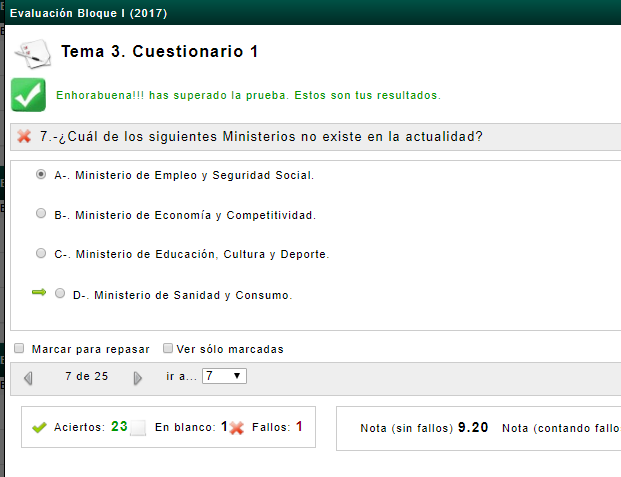 Evaluación Bloque I (2017)
Tema 3. Cuestionario 1
Enhorabuena!!! has superado la prueba. Estos son tus resultados.
7.-¿Cuál de los siguientes Ministerios no existe en la actualidad?
A-. Ministerio de Empleo y Seguridad Social.
B-. Ministerio de Economía y Competitividad.
C-. Ministerio de Educación, Cultura y Deporte.
D-. Ministerio de Sanidad y Consumo.
Marcar para repasar Ver sólo marcadas
7 de 25 ir a... 7
Aciertos: 23 En blanco: 1 Fallos: 1 Nota (sin fallos) 9.20 Nota (contando fallo